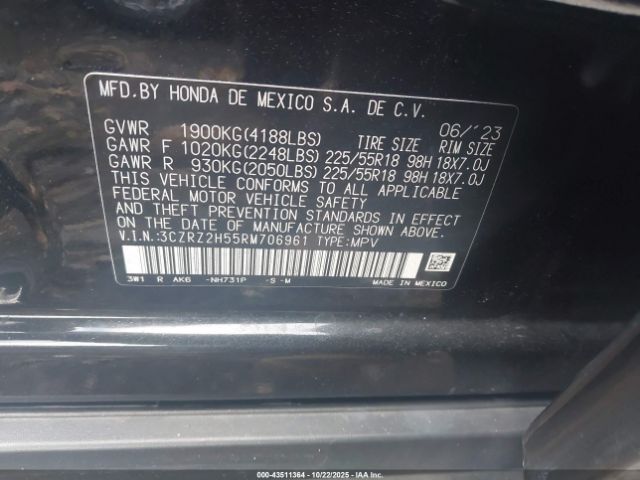 MFD.BY HONDA DE MEXICO S.A. DE C.V.
06/'23
GVWR 1900KG(4188LBS) TIRE SIZE RIM SIZE
GAWR F 1020KG(2248LBS) 225/55R18 98H 18X7.0J
GAWR R 930KG(2050LBS) 225/55R18 98H 18X7.0J
THIS VEHICLE CONFORMS TO ALL APPLICABLE
FEDERAL MOTOR VEHICLE SAFETY
AND THEFT PREVENTION STANDARDS IN EFFECT
ON THE DATE OF MANUFACTURE SHOWN ABOVE.
V.I.N.:3CZRZ2H55RM706961 TYPE:MPV
3W1 R AK6 -NH731P -S -M MADE IN MEXICO
000-43511364 | 10/22/2025 | IAA